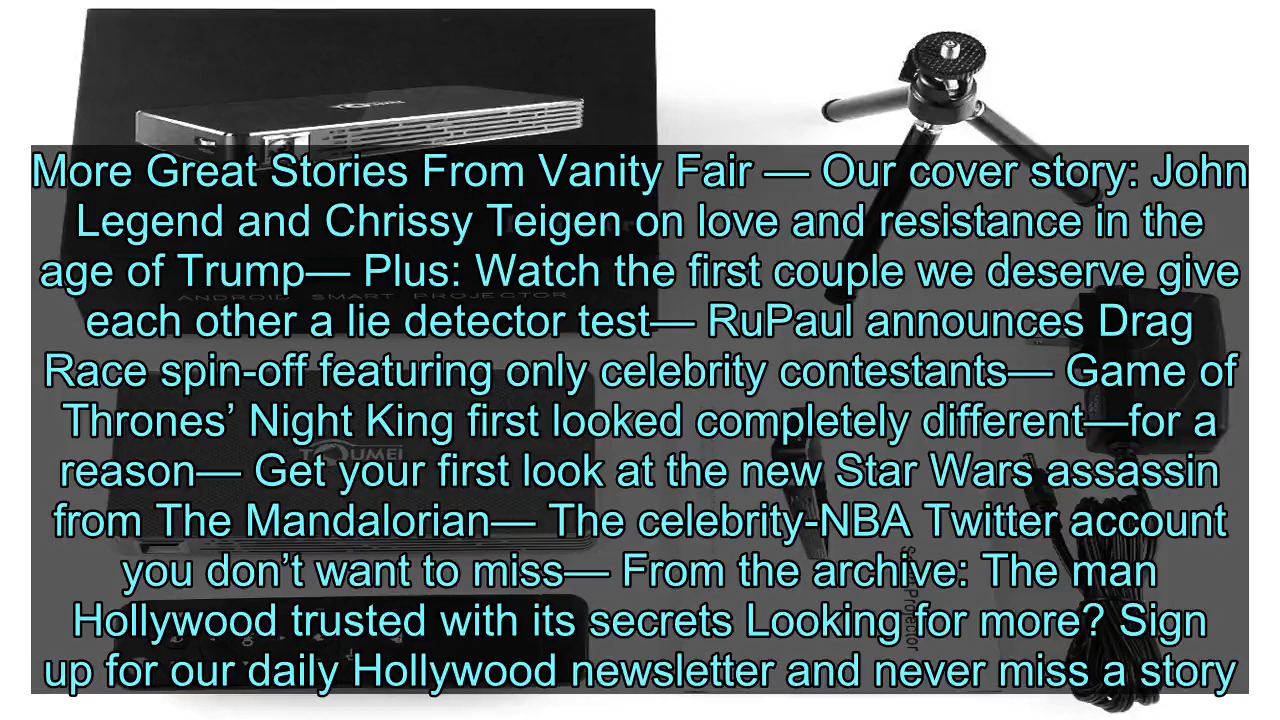 TOUMEI
More Great Stories From Vanity Fair — Our cover story: John
Legend and Chrissy Teigen on love and resistance in the
age of Trump— Plus: Watch the first couple we deserve give
ANDROID SMART PROJECTOR
each other a lie detector test— RuPaul announces Drag
Race spin-off featuring only celebrity contestants— Game of
Thrones’ Night King first looked completely different—for a
TOUMEI
reason— Get your first look at the new Star Wars assassin
from The Mandalorian— The celebrity-NBA Twitter account
you don’t want to miss— From the archive: The man
Hollywood trusted with its secrets Looking for more? Sign
up for our daily Hollywood newsletter and never miss a story